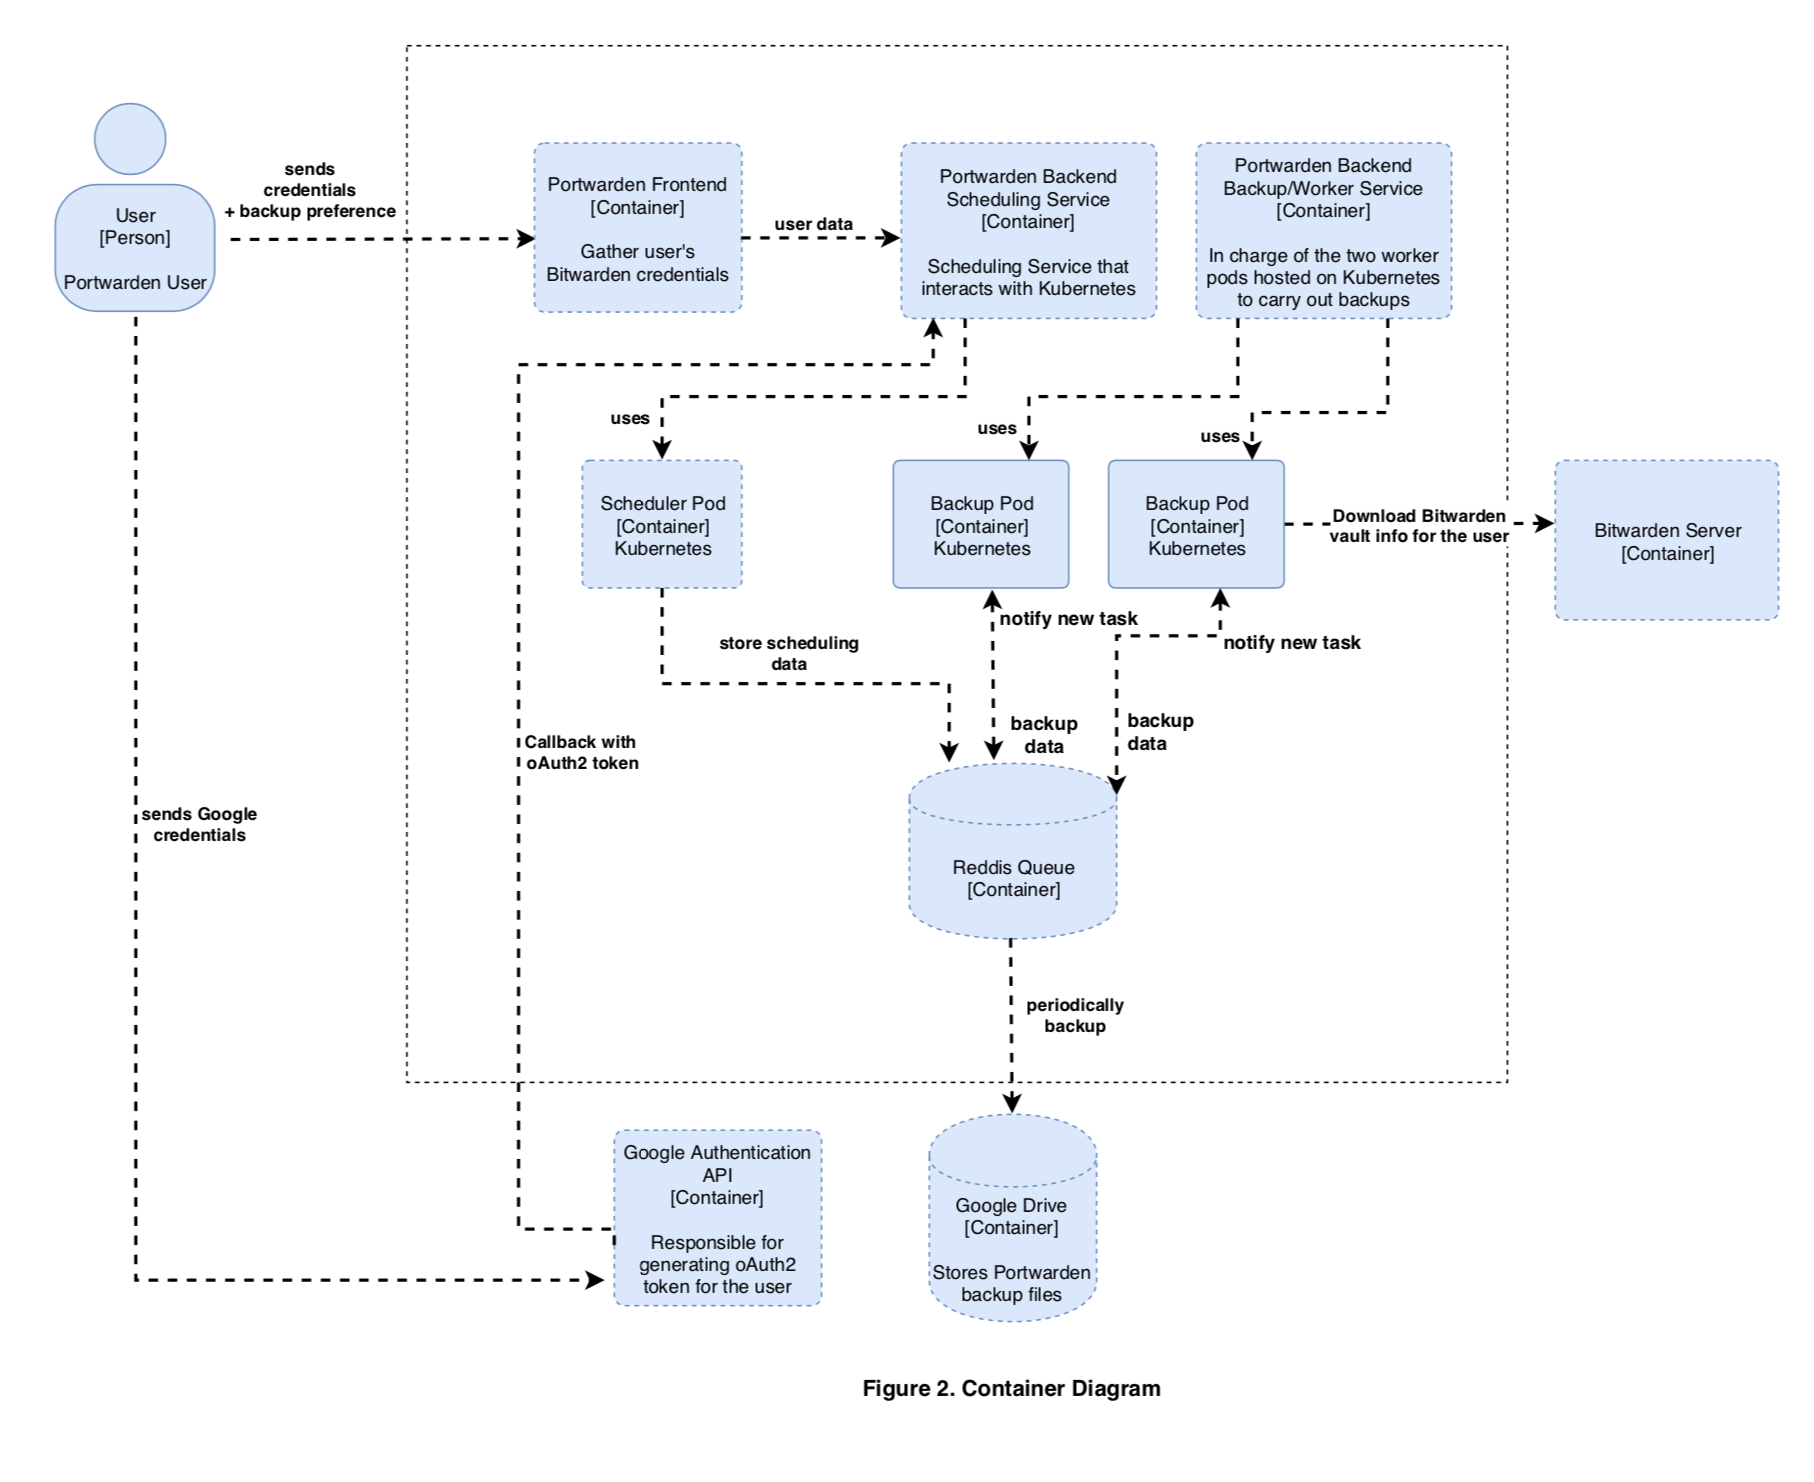 User
[Person]
Portwarden User
sends
credentials
+ backup preference
Portwarden Frontend
[Container]
Gather user's
Bitwarden credentials
user data
Portwarden Backend
Scheduling Service
[Container]
Scheduling Service that
interacts with Kubernetes
Portwarden Backend
Backup/Worker Service
[Container]
In charge of the two worker
pods hosted on Kubernetes
to carry out backups
uses
uses
uses
Scheduler Pod
[Container]
Kubernetes
Backup Pod
[Container]
Kubernetes
Backup Pod
[Container]
Kubernetes
Download Bitwarden
vault info for the user
Bitwarden Server
[Container]
notify new task
notify new task
store scheduling
data
backup
data
backup
data
Callback with
oAuth2 token
sends Google
credentials
Reddis Queue
[Container]
periodically
backup
Google Authentication
API
[Container]
Responsible for
generating oAuth2
token for the user
Google Drive
[Container]
Stores Portwarden
backup files
Figure 2. Container Diagram